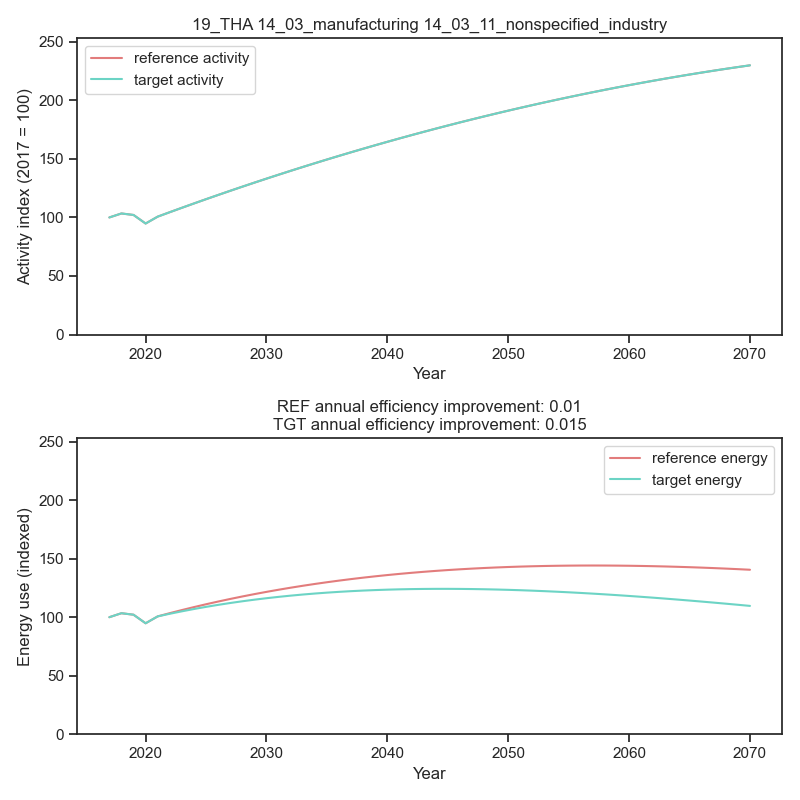 19_THA 14_03_manufacturing 14_03_11_nonspecified_industry
reference activity
target activity
Activity index (2017 = 100)
250
200
150
100
50
0
2020 2030 2040 2050 2060 2070
Year
REF annual efficiency improvement: 0.01
TGT annual efficiency improvement: 0.015
reference energy
target energy
Energy use (indexed)
250
200
150
100
50
0
2020 2030 2040 2050 2060 2070
Year